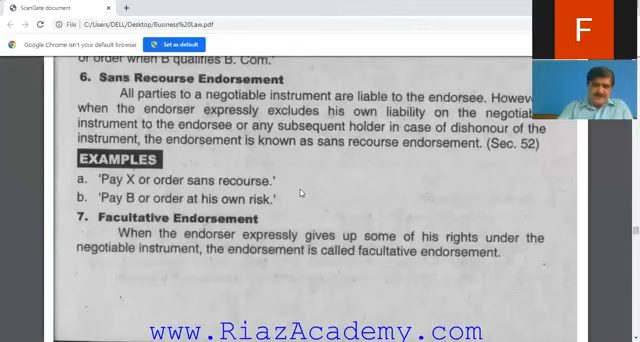 ScanGate document
File
C:/Users/DELL/Desktop/Business%20Law.pdf
Google Chrome isn't your default browser
Set as default
F
or order when B qualifies B. Com.'
6. Sans Recourse Endorsement
All parties to a negotiable instrument are liable to the endorsee. However
when the endorser expressly excludes his own liability on the negotiable
instrument to the endorsee or any subsequent holder in case of dishonour of the
instrument, the endorsement is known as sans recourse endorsement. (Sec. 52)
EXAMPLES
a. 'Pay X or order sans recourse.'
b. 'Pay B or order at his own risk.'
7. Facultative Endorsement
When the endorser expressly gives up some of his rights under the
negotiable instrument, the endorsement is called facultative endorsement.
www.RiazAcademy.com